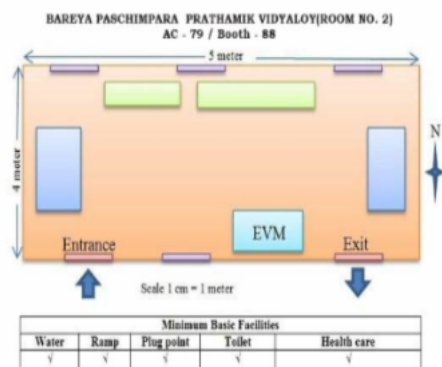 BAREYA PASCHIMPARA PRATHAMIK VIDYALOY(ROOM NO. 2)
AC - 79 / Booth - 88
5 meter
4 meter
N
EVM
Entrance
Exit
Scale 1 cm = 1 meter
Minimum Basic Facilities
Water Ramp Plug point Toilet Health care
√ √ √ √ √